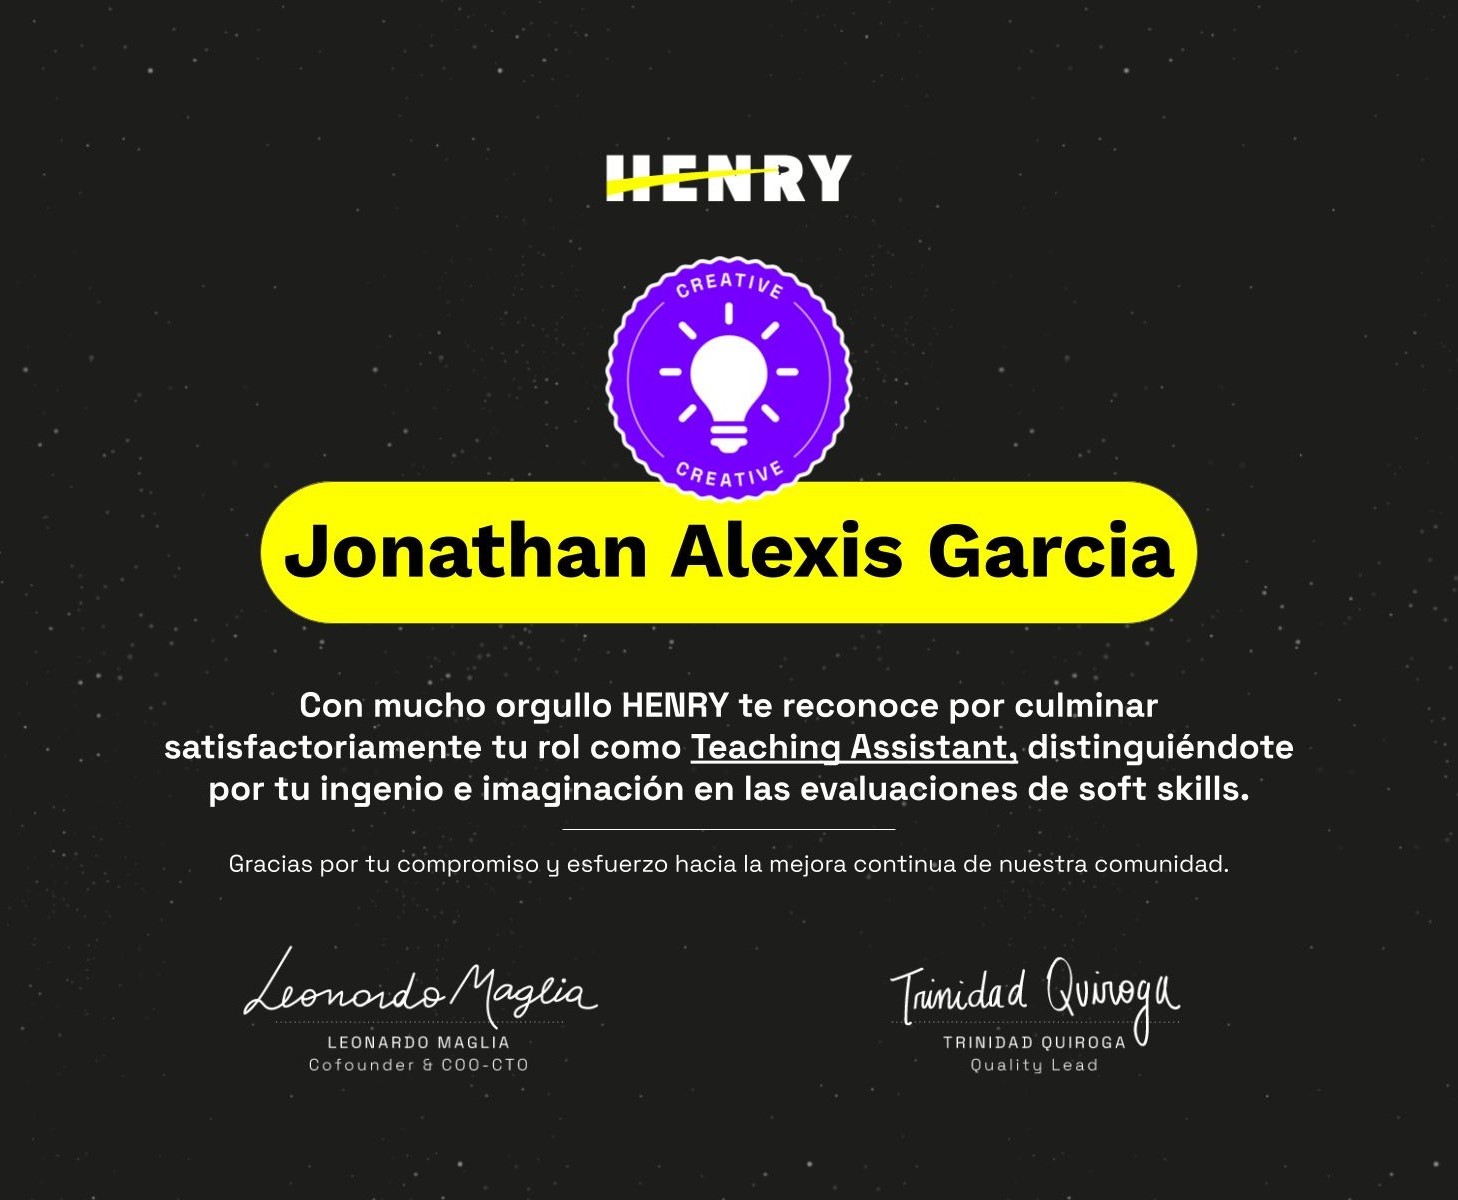 HENRY
CREATIVE
CREATIVE
Jonathan Alexis Garcia
Con mucho orgullo HENRY te reconoce por culminar
satisfactoriamente tu rol como Teaching Assistant, distinguiéndote
por tu ingenio e imaginación en las evaluaciones de soft skills.
Gracias por tu compromiso y esfuerzo hacia la mejora continua de nuestra comunidad.
Leonardo Maglia
LEONARDO MAGLIA
Cofounder & COO-CTO
Trinidad Quiroga
TRINIDAD QUIROGA
Quality Lead